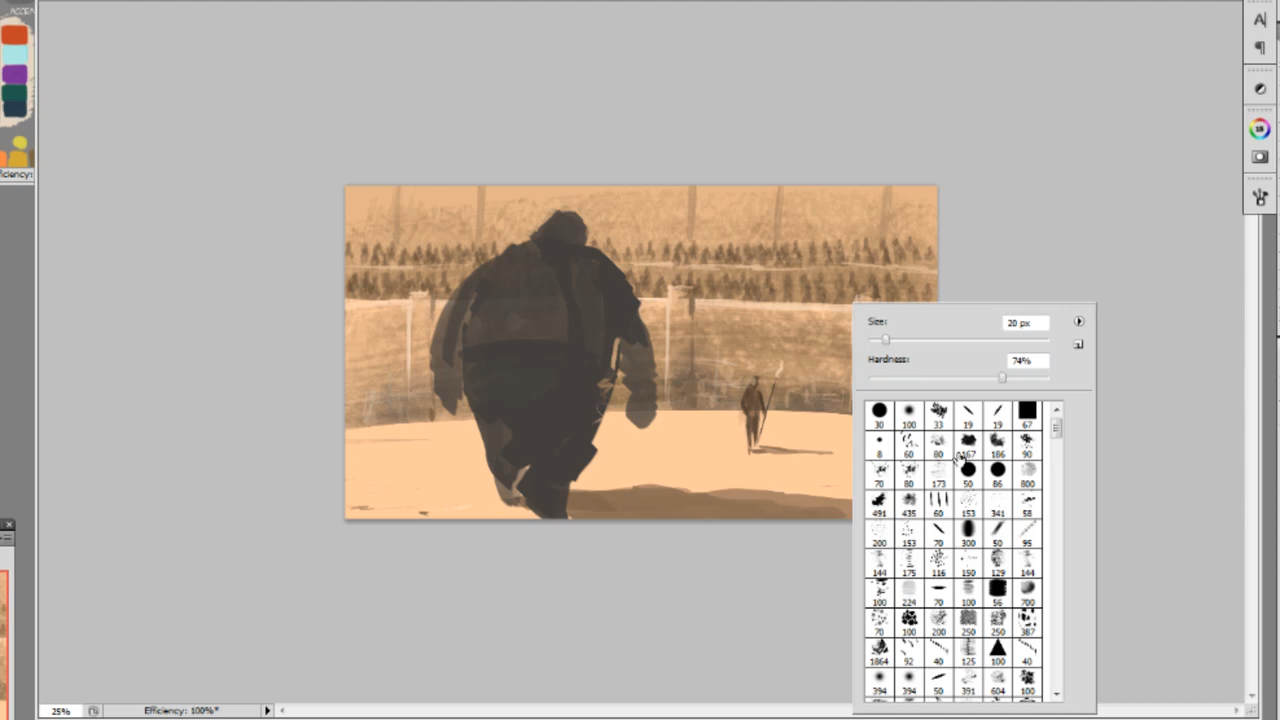 ACCEN
A|
¶
Size:
20 px
Hardness:
74%
30 100 33 19 19 67
8 60 80 167 186 90
70 80 173 50 86 800
491 435 60 153 341 58
200 153 70 300 50 95
144 175 116 150 129 144
100 224 70 100 56 700
70 100 200 250 250 387
1864 92 40 125 100 40
394 394 50 391 604 100
iciency:
25%
Efficiency: 100%*